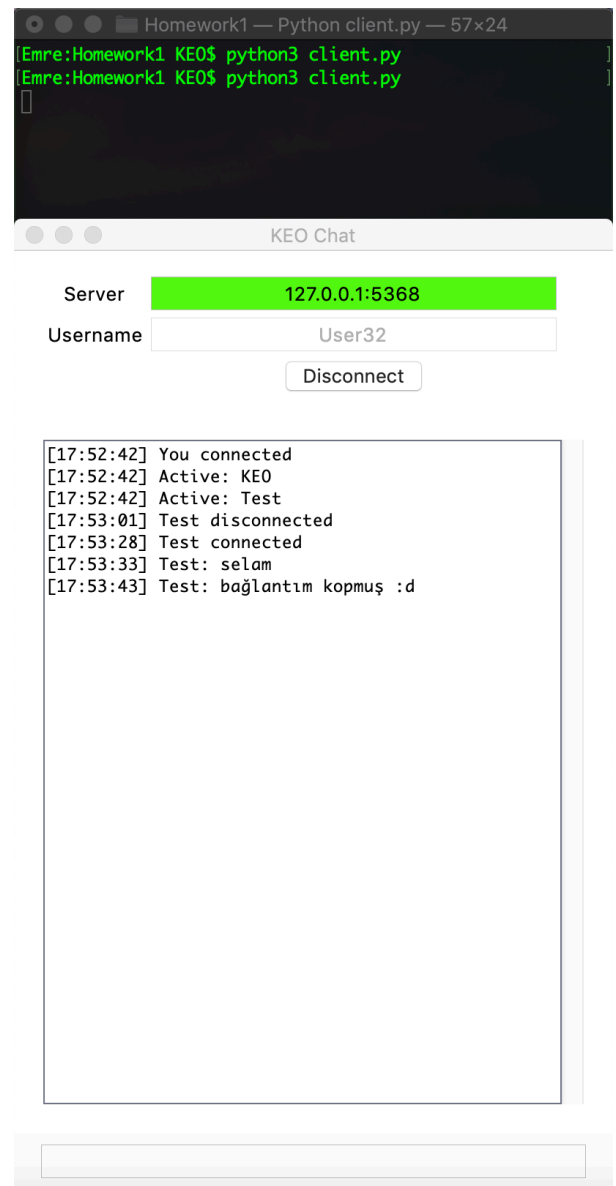 Homework1 — Python client.py — 57×24
[Emre:Homework1 KEO$ python3 client.py ]
[Emre:Homework1 KEO$ python3 client.py ]
KEO Chat
Server 127.0.0.1:5368
Username User32
Disconnect
[17:52:42] You connected
[17:52:42] Active: KEO
[17:52:42] Active: Test
[17:53:01] Test disconnected
[17:53:28] Test connected
[17:53:33] Test: selam
[17:53:43] Test: bağlantım kopmuş :d